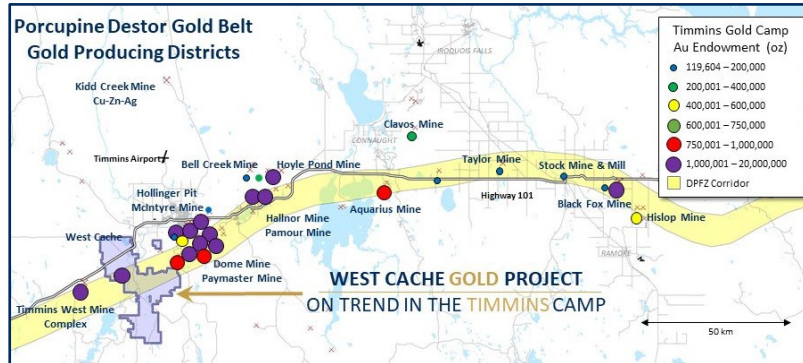 Porcupine Destor Gold Belt
Gold Producing Districts
Timmins Gold Camp
Au Endowment (oz)
119,604 – 200,000
200,001 – 400,000
400,001 – 600,000
600,001 – 750,000
750,001 – 1,000,000
1,000,001 – 20,000,000
DPFZ Corridor
IROQUOIS FALLS
Kidd Creek Mine
Cu-Zn-Ag
Clavos Mine
CONNAUGHT
Timmins Airport
Bell Creek Mine
Hoyle Pond Mine
Taylor Mine
Stock Mine & Mill
Hollinger Pit
McIntyre Mine
Highway 101
Hallnor Mine
Pamour Mine
Aquarius Mine
Black Fox Mine
Hislop Mine
West Cache
RAMORE
Dome Mine
Paymaster Mine
WEST CACHE GOLD PROJECT
ON TREND IN THE TIMMINS CAMP
Timmins West Mine
Complex
50 km